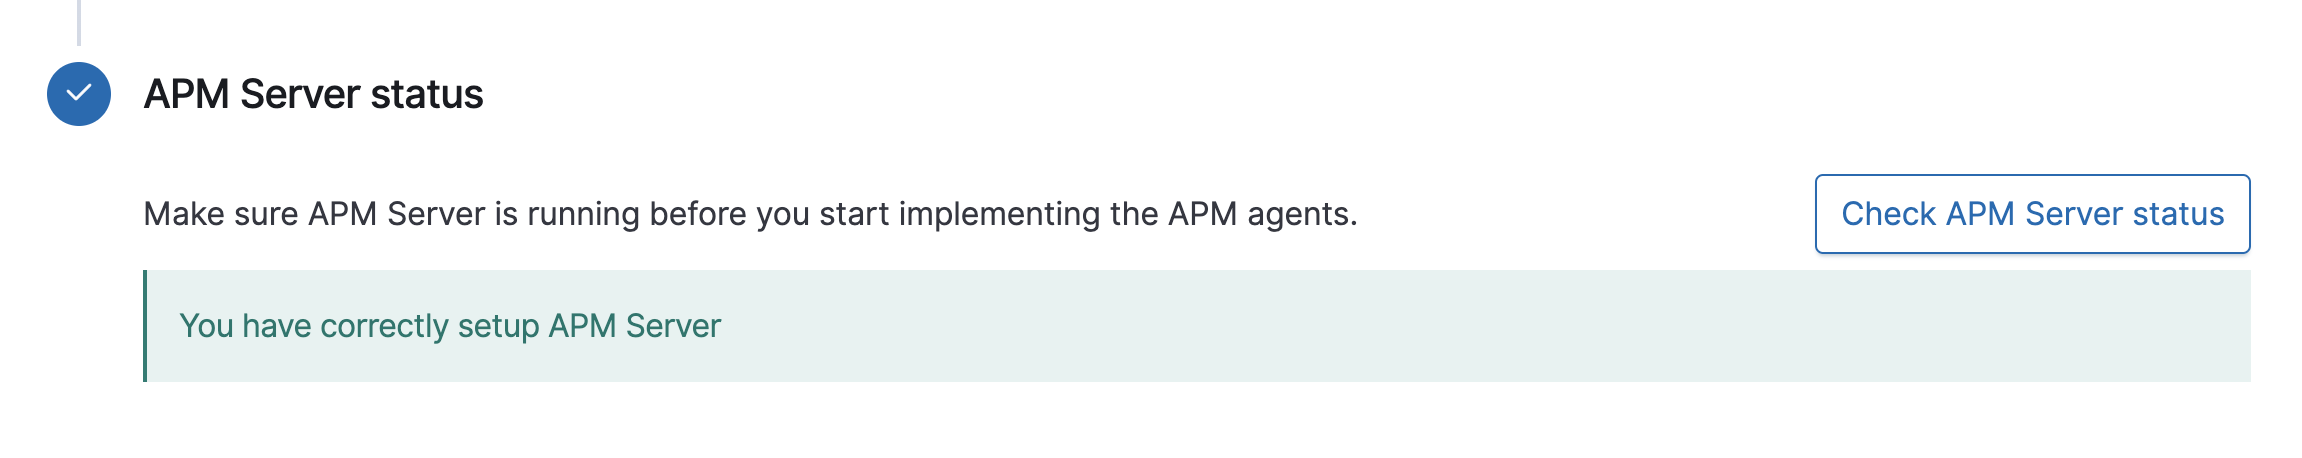 APM Server status
Make sure APM Server is running before you start implementing the APM agents.
Check APM Server status
You have correctly setup APM Server